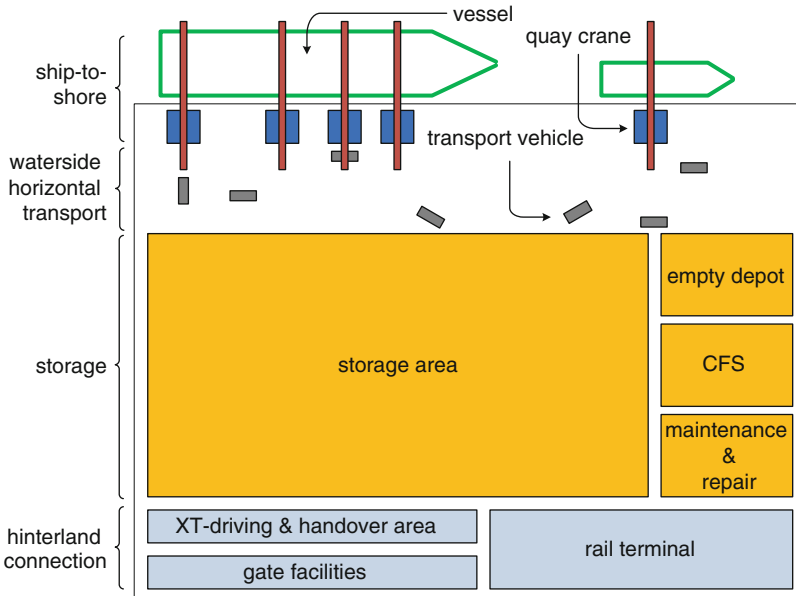 vessel
quay crane
ship-to-
shore
transport vehicle
waterside
horizontal
transport
empty depot
storage
storage area
CFS
maintenance
&
repair
hinterland
connection
XT-driving & handover area
rail terminal
gate facilities